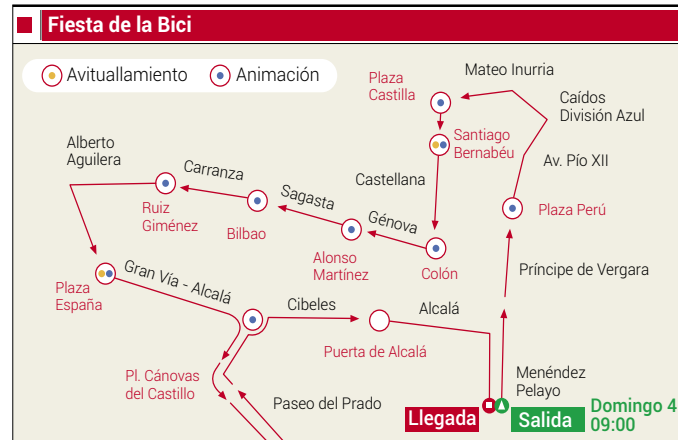 Fiesta de la Bici
Avituallamiento
Animación
Plaza
Castilla
Mateo Inurria
Caídos
División Azul
Santiago
Bernabéu
Av. Pío XII
Alberto
Aguilera
Carranza
Castellana
Sagasta
Génova
Ruiz
Giménez
Bilbao
Alonso
Martínez
Colón
Plaza Perú
Príncipe de Vergara
Plaza
España
Gran Vía - Alcalá
Cibeles
Alcalá
Puerta de Alcalá
Pl. Cánovas
del Castillo
Paseo del Prado
Menéndez
Pelayo
Llegada
Salida
Domingo 4
09:00